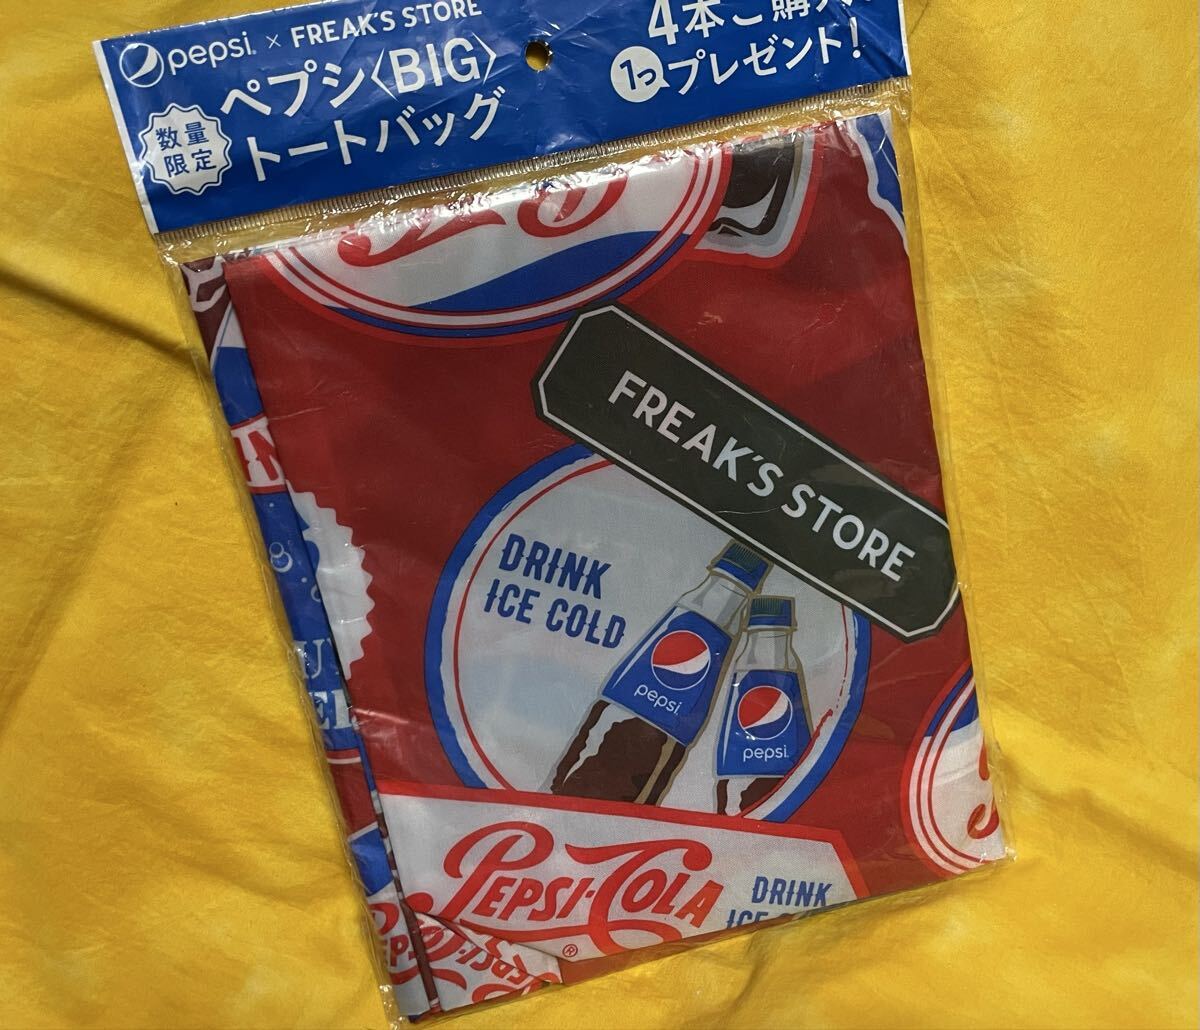 pepsi® × FREAK'S STORE
ペプシ〈BIG〉
トートバッグ
数量
限定
4本ご購入
1つプレゼント!
FREAK'S STORE
DRINK
ICE COLD
pepsi
pepsi
PEPSI-COLA
®
DRINK
ICE